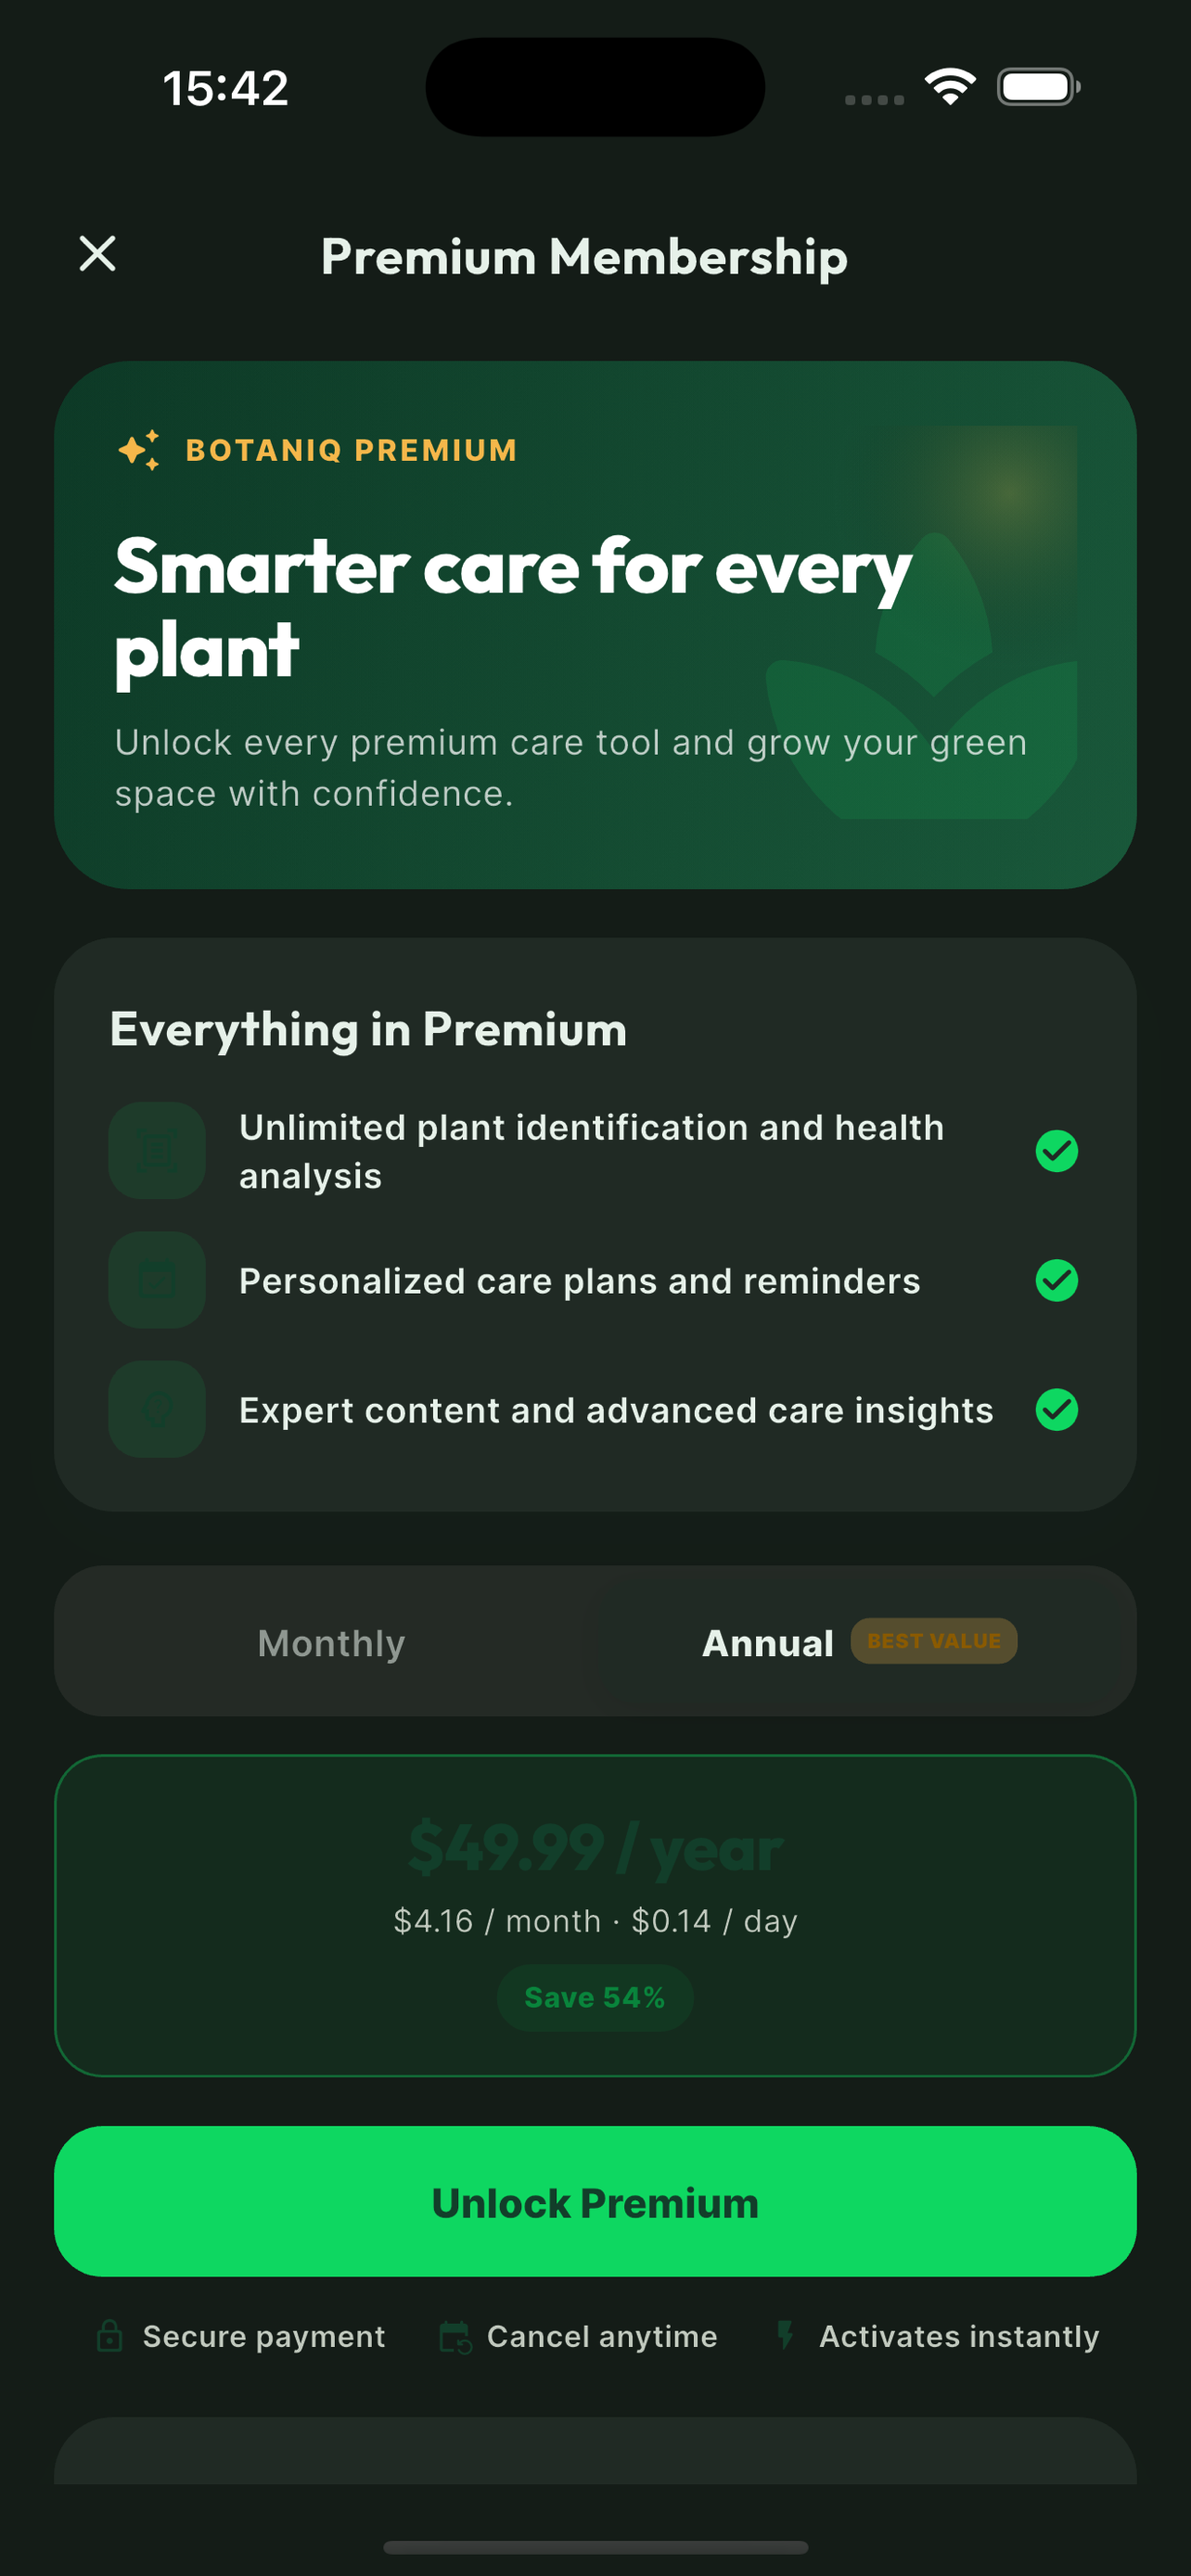 15:42
Premium Membership
BOTANIQ PREMIUM
Smarter care for every
plant
Unlock every premium care tool and grow your green
space with confidence.
Everything in Premium
Unlimited plant identification and health
analysis
Personalized care plans and reminders
Expert content and advanced care insights
Monthly
Annual BEST VALUE
$49.99 / year
$4.16 / month · $0.14 / day
Save 54%
Unlock Premium
Secure payment Cancel anytime Activates instantly